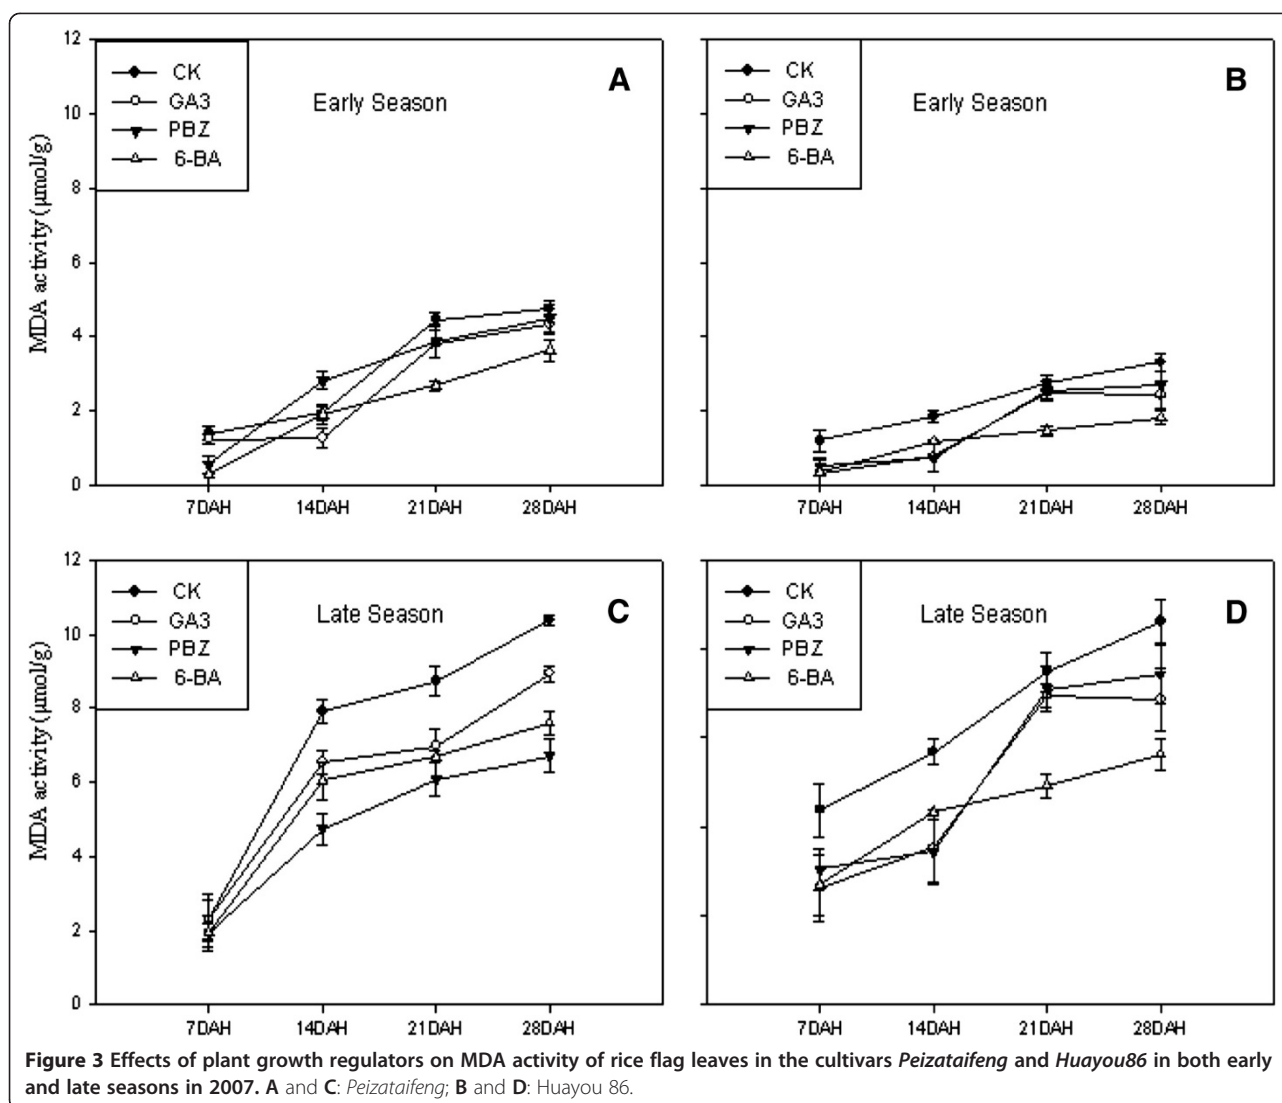 12
10
8
6
4
2
0
MDA activity (µmol/g)
CK
GA3
PBZ
6-BA
Early Season
A
7DAH 14DAH 21DAH 28DAH
CK
GA3
PBZ
6-BA
Early Season
B
7DAH 14DAH 21DAH 28DAH
12
10
8
6
4
2
0
MDA activity (µmol/g)
CK
GA3
PBZ
6-BA
Late Season
C
7DAH 14DAH 21DAH 28DAH
CK
GA3
PBZ
6-BA
Late Season
D
7DAH 14DAH 21DAH 28DAH
Figure 3 Effects of plant growth regulators on MDA activity of rice flag leaves in the cultivars Peizataifeng and Huayou86 in both early
and late seasons in 2007. A and C: Peizataifeng; B and D: Huayou 86.